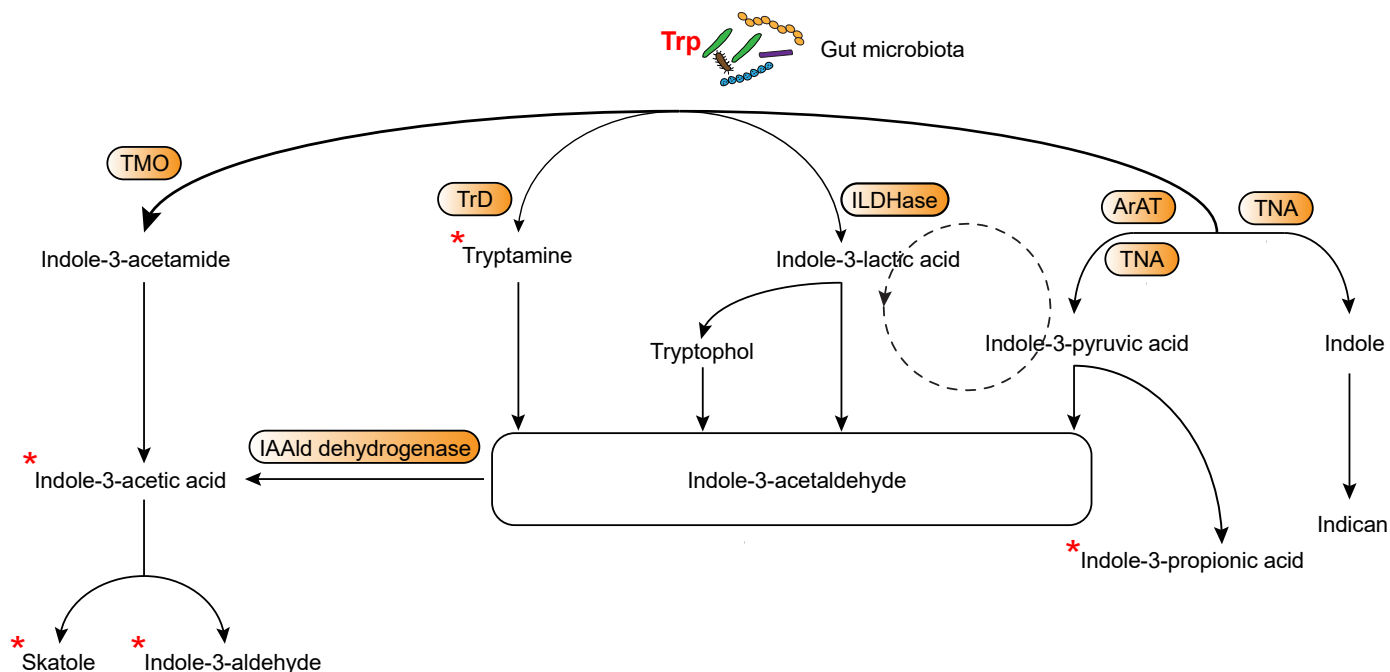 Trp
Gut microbiota
TMO
TrD
ILDHase
ArAT
TNA
TNA
Indole-3-acetamide
* Tryptamine
Indole-3-lactic acid
Tryptophol
Indole-3-pyruvic acid
Indole
IAAld dehydrogenase
* Indole-3-acetic acid
Indole-3-acetaldehyde
Indican
* Indole-3-propionic acid
* Skatole
* Indole-3-aldehyde